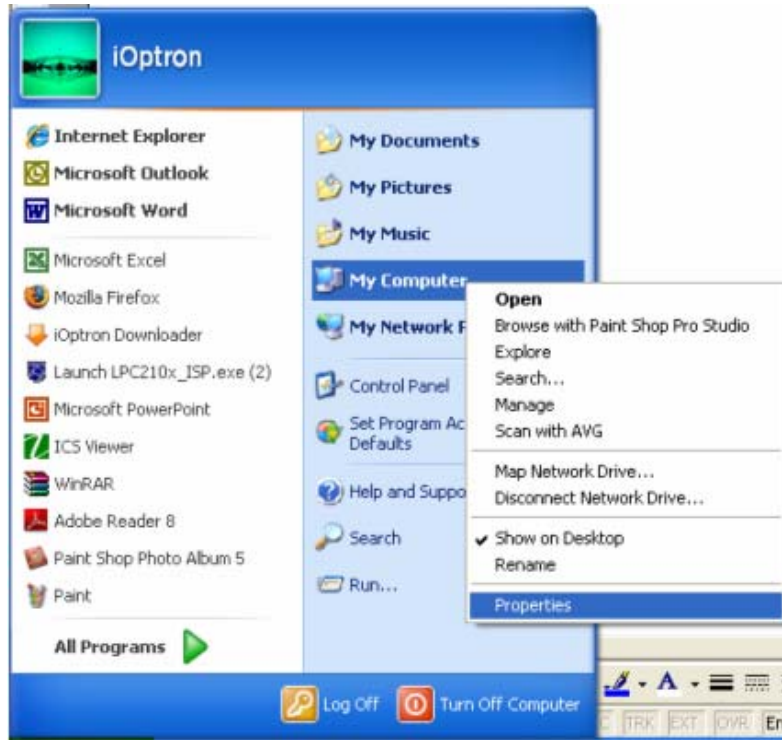 iOptron
Internet Explorer
Microsoft Outlook
Microsoft Word
Microsoft Excel
Mozilla Firefox
iOptron Downloader
Launch LPC210x_ISP.exe (2)
Microsoft PowerPoint
ICS Viewer
WinRAR
Adobe Reader 8
Paint Shop Photo Album 5
Paint
All Programs
My Documents
My Pictures
My Music
My Computer
My Network P
Control Panel
Set Program Ac
Defaults
Help and Suppo
Search
Run...
Open
Browse with Paint Shop Pro Studio
Explore
Search...
Manage
Scan with AVG
Map Network Drive...
Disconnect Network Drive...
Show on Desktop
Rename
Properties
Log Off
Turn Off Computer
TRK EXT OVR En